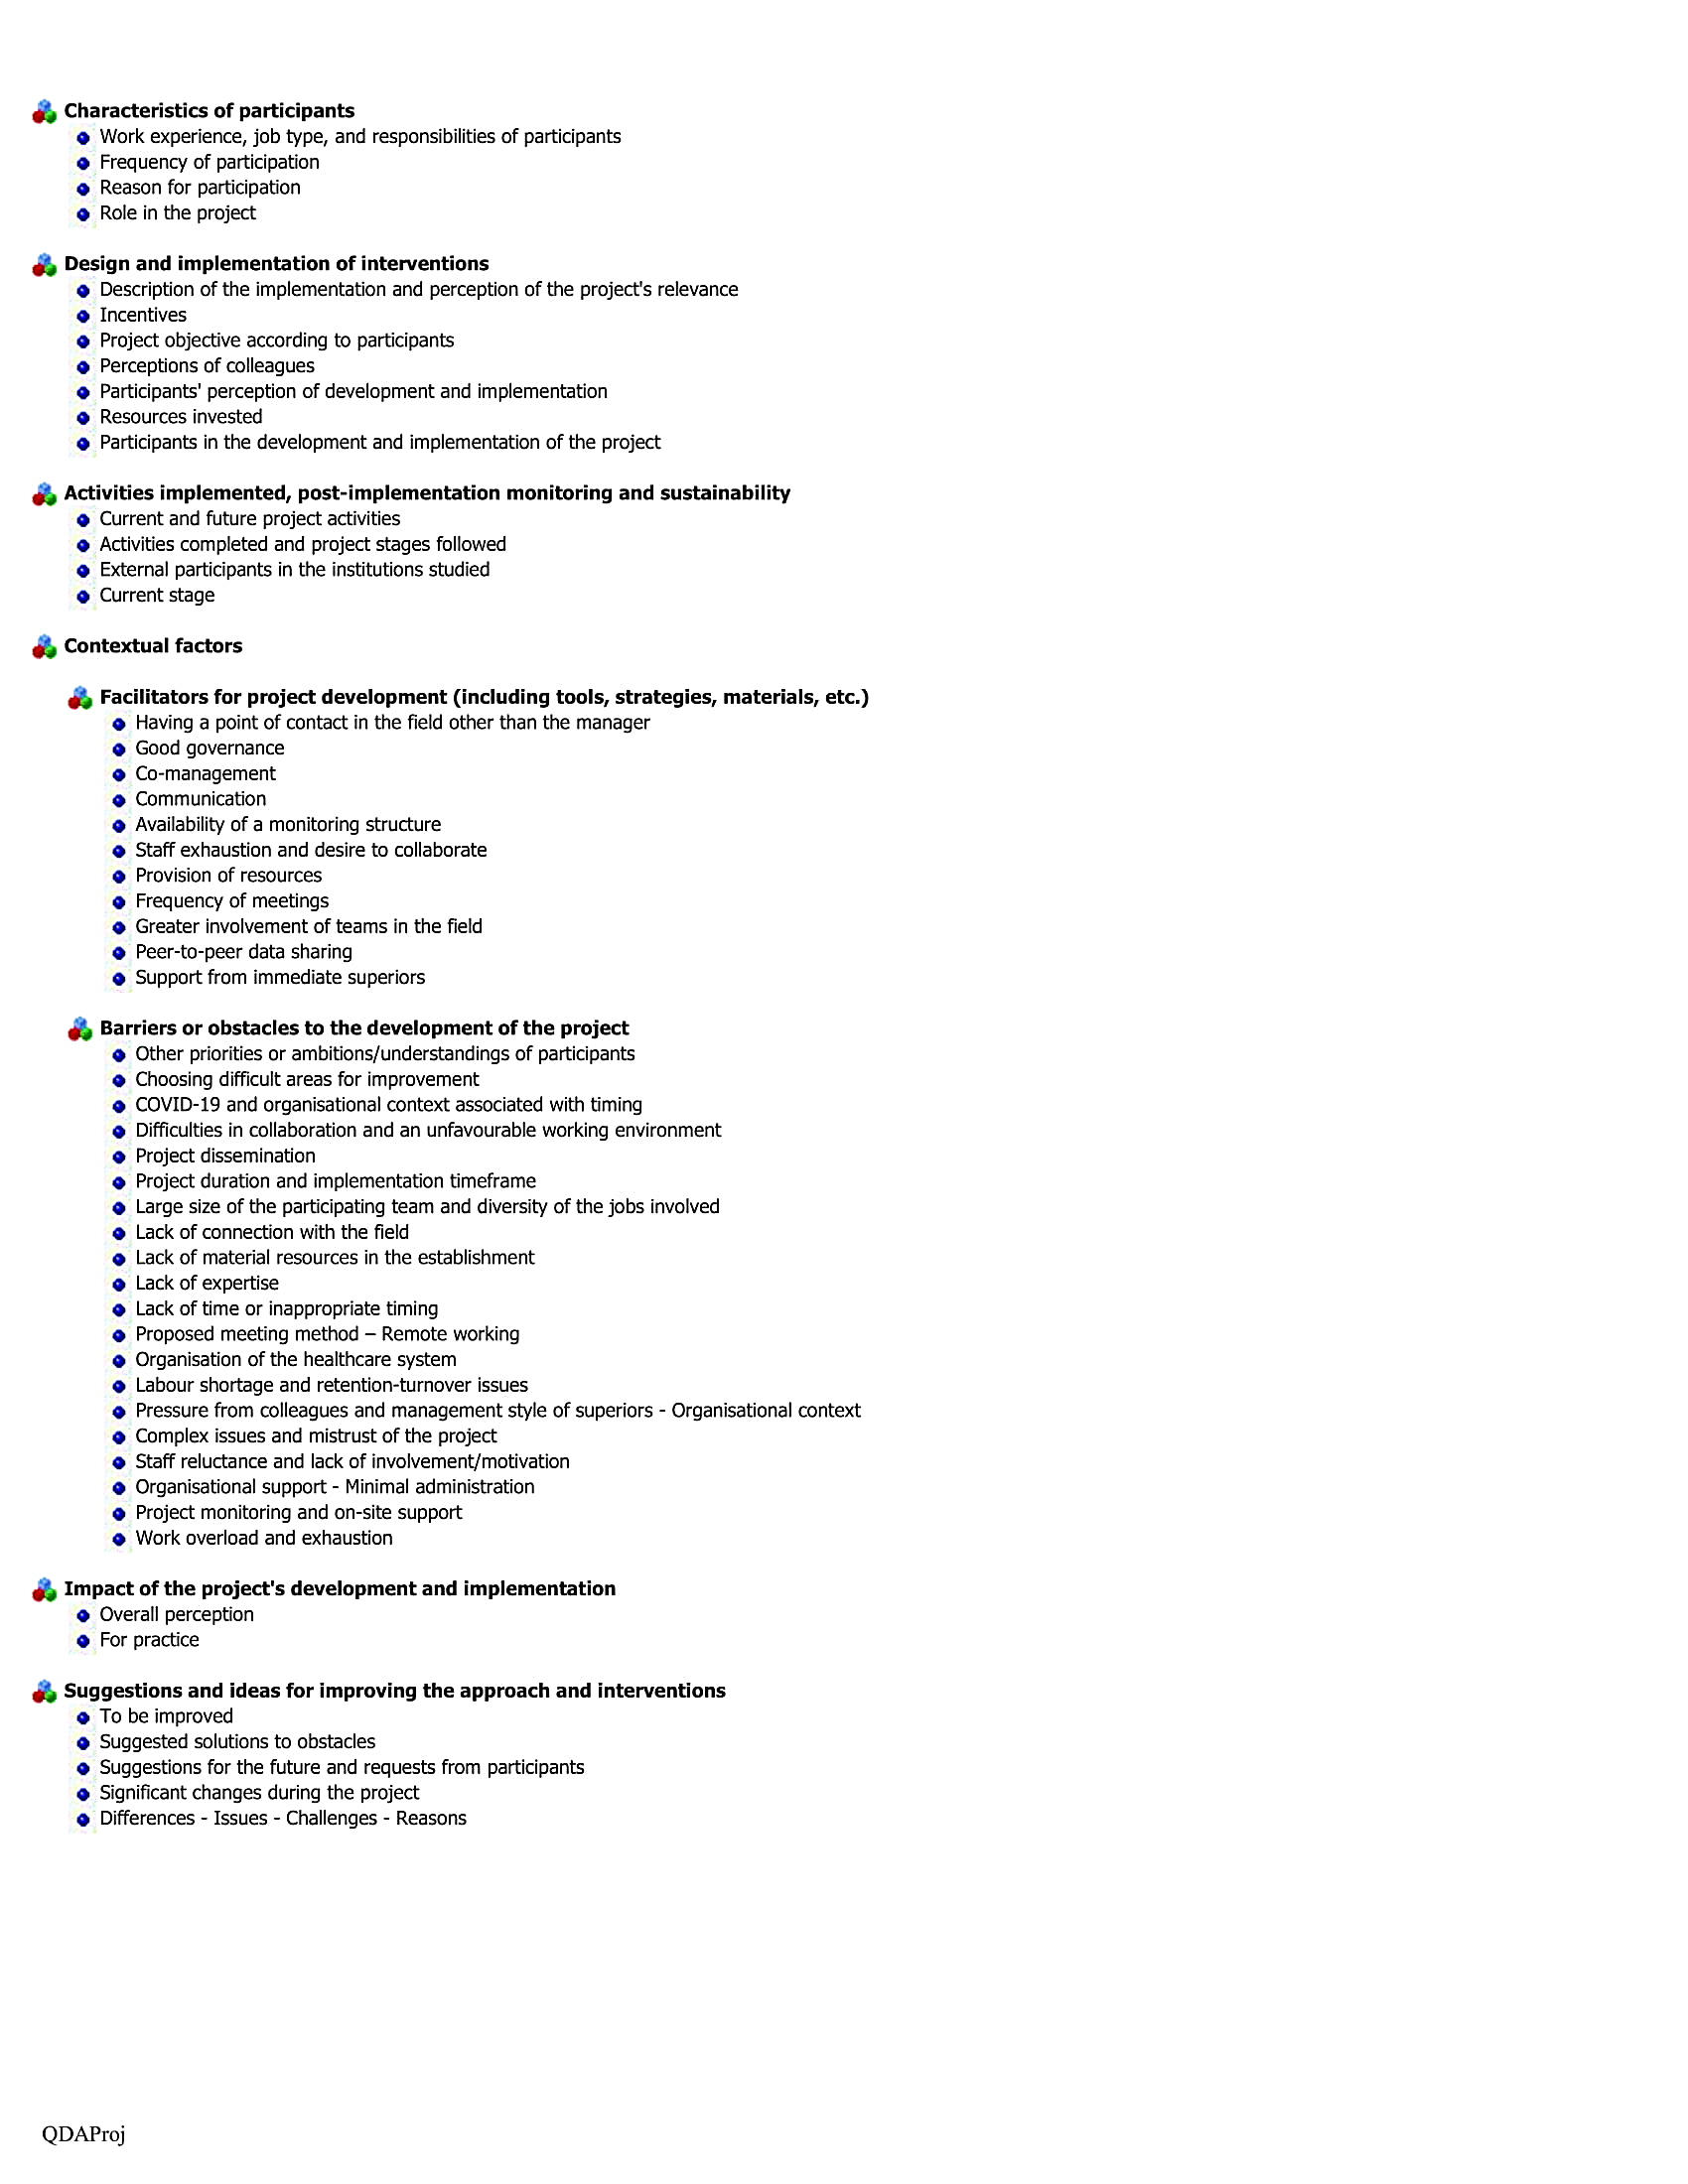 Characteristics of participants
Work experience, job type, and responsibilities of participants
Frequency of participation
Reason for participation
Role in the project
Design and implementation of interventions
Description of the implementation and perception of the project's relevance
Incentives
Project objective according to participants
Perceptions of colleagues
Participants' perception of development and implementation
Resources invested
Participants in the development and implementation of the project
Activities implemented, post-implementation monitoring and sustainability
Current and future project activities
Activities completed and project stages followed
External participants in the institutions studied
Current stage
Contextual factors
Facilitators for project development (including tools, strategies, materials, etc.)
Having a point of contact in the field other than the manager
Good governance
Co-management
Communication
Availability of a monitoring structure
Staff exhaustion and desire to collaborate
Provision of resources
Frequency of meetings
Greater involvement of teams in the field
Peer-to-peer data sharing
Support from immediate superiors
Barriers or obstacles to the development of the project
Other priorities or ambitions/understandings of participants
Choosing difficult areas for improvement
COVID-19 and organisational context associated with timing
Difficulties in collaboration and an unfavourable working environment
Project dissemination
Project duration and implementation timeframe
Large size of the participating team and diversity of the jobs involved
Lack of connection with the field
Lack of material resources in the establishment
Lack of expertise
Lack of time or inappropriate timing
Proposed meeting method – Remote working
Organisation of the healthcare system
Labour shortage and retention-turnover issues
Pressure from colleagues and management style of superiors - Organisational context
Complex issues and mistrust of the project
Staff reluctance and lack of involvement/motivation
Organisational support - Minimal administration
Project monitoring and on-site support
Work overload and exhaustion
Impact of the project's development and implementation
Overall perception
For practice
Suggestions and ideas for improving the approach and interventions
To be improved
Suggested solutions to obstacles
Suggestions for the future and requests from participants
Significant changes during the project
Differences - Issues - Challenges - Reasons
QDAProj